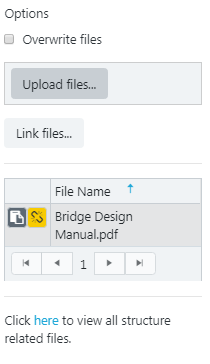 Options
Overwrite files
Upload files...
Link files...
File Name
Bridge Design
Manual.pdf
1
Click here to view all structure
related files.